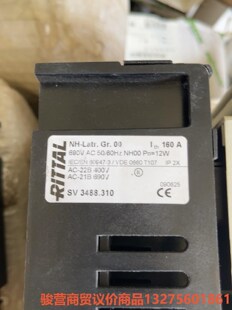 RITTAL
NH-Latr. Gr. 00 Ith 160 A
690V AC 50/60Hz NH00 Pv=12W
IEC/EN 60947-3 / VDE 0660 T107 IP 2X
AC-22B 400V
AC-21B 690V
SV 3488.310
CE
骏营商贸议价商品13275601861